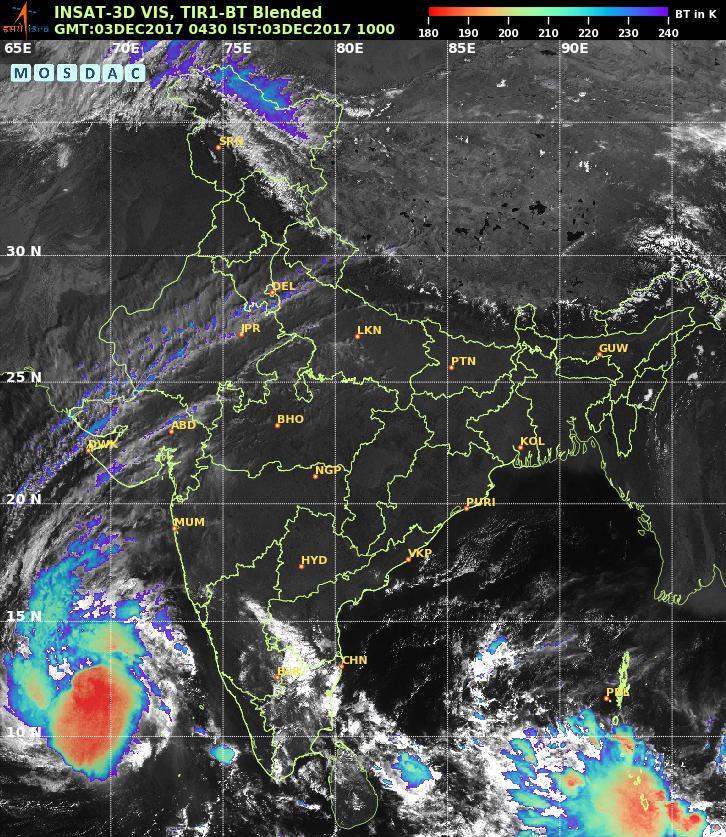 INSAT-3D VIS, TIR1-BT Blended
GMT:03DEC2017 0430 IST:03DEC2017 1000
BT in K
180 190 200 210 220 230 240
65E 70E 75E 80E 85E 90E
MOSDAC
SRN
30 N
DEL
JPR
LKN
GUW
PTN
25 N
ABD
BHO
DWK
KOL
NGP
20 N
PURI
MUM
VKP
HYD
15 N
CHN
10 N